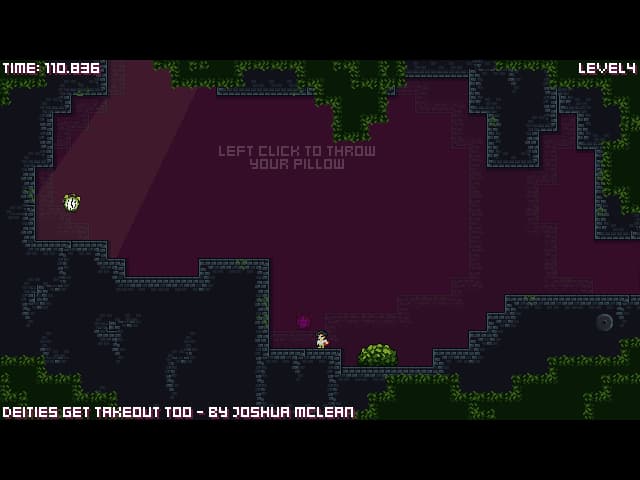 TIME: 110.836
LEVEL4
LEFT CLICK TO THROW
YOUR PILLOW
DEITIES GET TAKEOUT TOO - BY JOSHUA MCLEAN